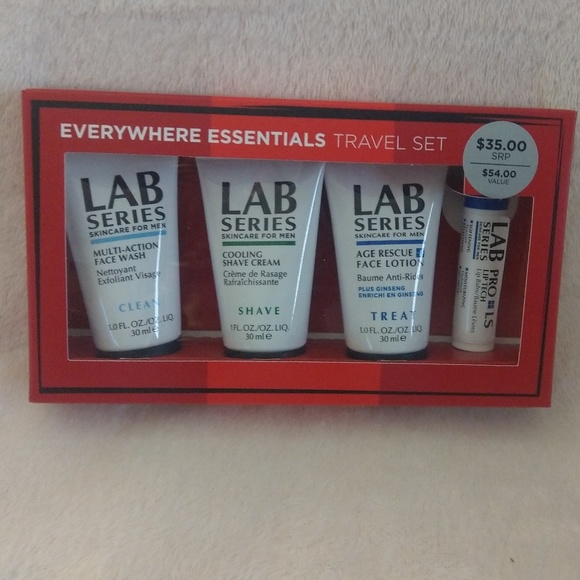 EVERYWHERE ESSENTIALS TRAVEL SET
$35.00
SRP
$54.00
VALUE
LAB
SERIES
SKINCARE FOR MEN
MULTI-ACTION
FACE WASH
Nettoyant
Exfoliant Visage
CLEAN
1.0 FL. OZ./OZ. LIQ.
30 ml e
LAB
SERIES
SKINCARE FOR MEN
COOLING
SHAVE CREAM
Crème de Rasage
Rafraîchissante
SHAVE
1 FL. OZ./OZ. LIQ.
30 ml e
LAB
SERIES
SKINCARE FOR MEN
AGE RESCUE +
FACE LOTION
Baume Anti-Rides
PLUS GINSENG
ENRICHI EN GINSENG
TREAT
1.0 FL. OZ./OZ. LIQ.
30 ml e
LAB
SERIES
PRO LS
LIPTECH
Lip Balm/Baume Lèvres